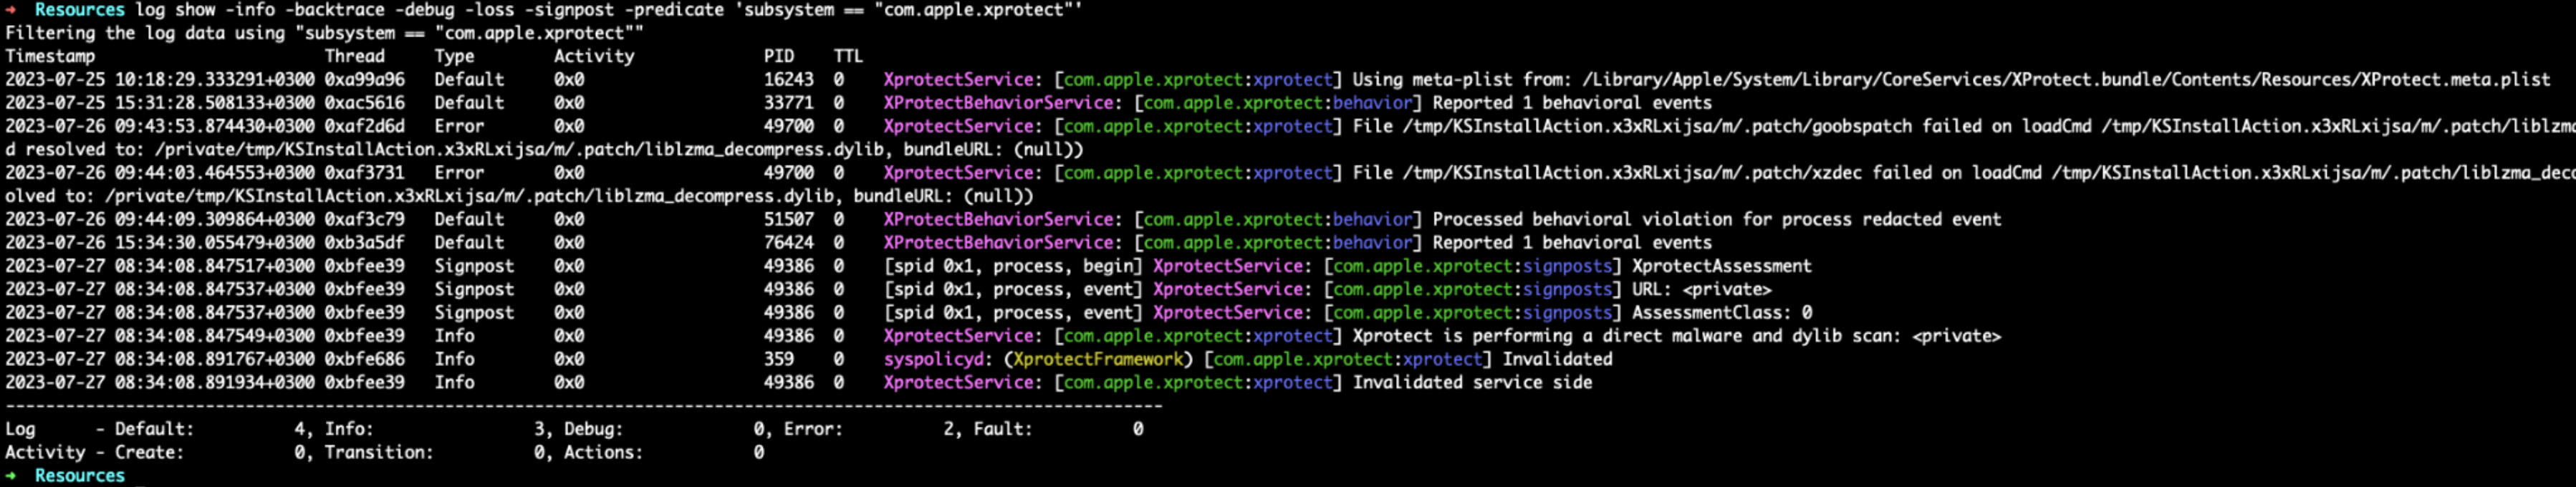 → Resources log show -info -backtrace -debug -loss -signpost -predicate 'subsystem == "com.apple.xprotect"'
Filtering the log data using "subsystem == "com.apple.xprotect""
Timestamp Thread Type Activity PID TTL
2023-07-25 10:18:29.333291+0300 0xa99a96 Default 0x0 16243 0 XprotectService: [com.apple.xprotect:xprotect] Using meta-plist from: /Library/Apple/System/Library/CoreServices/XProtect.bundle/Contents/Resources/XProtect.meta.plist
2023-07-25 15:31:28.508133+0300 0xac5616 Default 0x0 33771 0 XProtectBehaviorService: [com.apple.xprotect:behavior] Reported 1 behavioral events
2023-07-26 09:43:53.874430+0300 0xaf2d6d Error 0x0 49700 0 XprotectService: [com.apple.xprotect:xprotect] File /tmp/KSInstallAction.x3xRLxijsa/m/.patch/goobspatch failed on loadCmd /tmp/KSInstallAction.x3xRLxijsa/m/.patch/liblzma
d resolved to: /private/tmp/KSInstallAction.x3xRLxijsa/m/.patch/liblzma_decompress.dylib, bundleURL: (null))
2023-07-26 09:44:03.464553+0300 0xaf3731 Error 0x0 49700 0 XprotectService: [com.apple.xprotect:xprotect] File /tmp/KSInstallAction.x3xRLxijsa/m/.patch/xzdec failed on loadCmd /tmp/KSInstallAction.x3xRLxijsa/m/.patch/liblzma_deco
olved to: /private/tmp/KSInstallAction.x3xRLxijsa/m/.patch/liblzma_decompress.dylib, bundleURL: (null))
2023-07-26 09:44:09.309864+0300 0xaf3c79 Default 0x0 51507 0 XProtectBehaviorService: [com.apple.xprotect:behavior] Processed behavioral violation for process redacted event
2023-07-26 15:34:30.055479+0300 0xb3a5df Default 0x0 76424 0 XProtectBehaviorService: [com.apple.xprotect:behavior] Reported 1 behavioral events
2023-07-27 08:34:08.847517+0300 0xbfee39 Signpost 0x0 49386 0 [spid 0x1, process, begin] XprotectService: [com.apple.xprotect:signposts] XprotectAssessment
2023-07-27 08:34:08.847537+0300 0xbfee39 Signpost 0x0 49386 0 [spid 0x1, process, event] XprotectService: [com.apple.xprotect:signposts] URL: <private>
2023-07-27 08:34:08.847537+0300 0xbfee39 Signpost 0x0 49386 0 [spid 0x1, process, event] XprotectService: [com.apple.xprotect:signposts] AssessmentClass: 0
2023-07-27 08:34:08.847549+0300 0xbfee39 Info 0x0 49386 0 XprotectService: [com.apple.xprotect:xprotect] Xprotect is performing a direct malware and dylib scan: <private>
2023-07-27 08:34:08.891767+0300 0xbfe686 Info 0x0 359 0 syspolicyd: (XprotectFramework) [com.apple.xprotect:xprotect] Invalidated
2023-07-27 08:34:08.891934+0300 0xbfee39 Info 0x0 49386 0 XprotectService: [com.apple.xprotect:xprotect] Invalidated service side
--------------------------------------------------------------------------------------------------------------------
Log - Default: 4, Info: 3, Debug: 0, Error: 2, Fault: 0
Activity - Create: 0, Transition: 0, Actions: 0
→ Resources